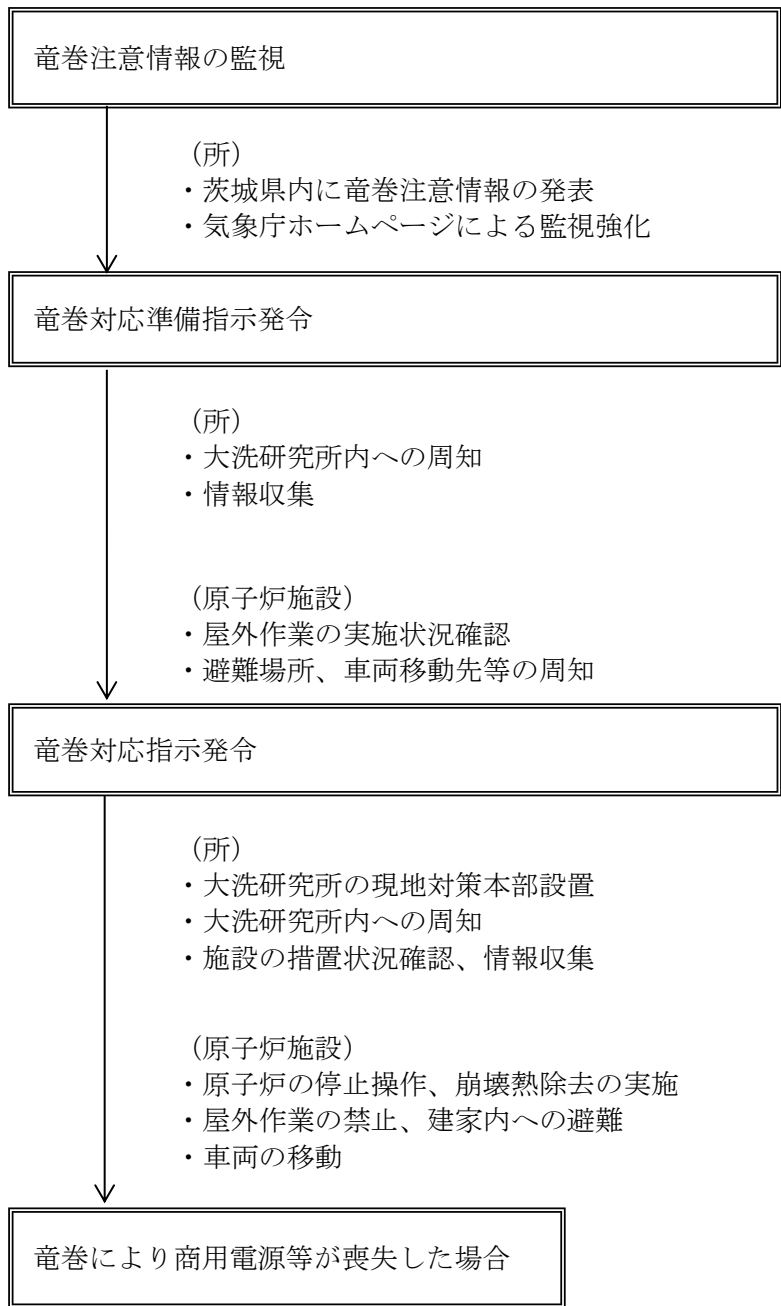 竜巻注意情報の監視
（所）
・茨城県内に竜巻注意情報の発表
・気象庁ホームページによる監視強化
竜巻対応準備指示発令
（所）
・大洗研究所内への周知
・情報収集
（原子炉施設）
・屋外作業の実施状況確認
・避難場所、車両移動先等の周知
竜巻対応指示発令
（所）
・大洗研究所の現地対策本部設置
・大洗研究所内への周知
・施設の措置状況確認、情報収集
（原子炉施設）
・原子炉の停止操作、崩壊熱除去の実施
・屋外作業の禁止、建家内への避難
・車両の移動
竜巻により商用電源等が喪失した場合